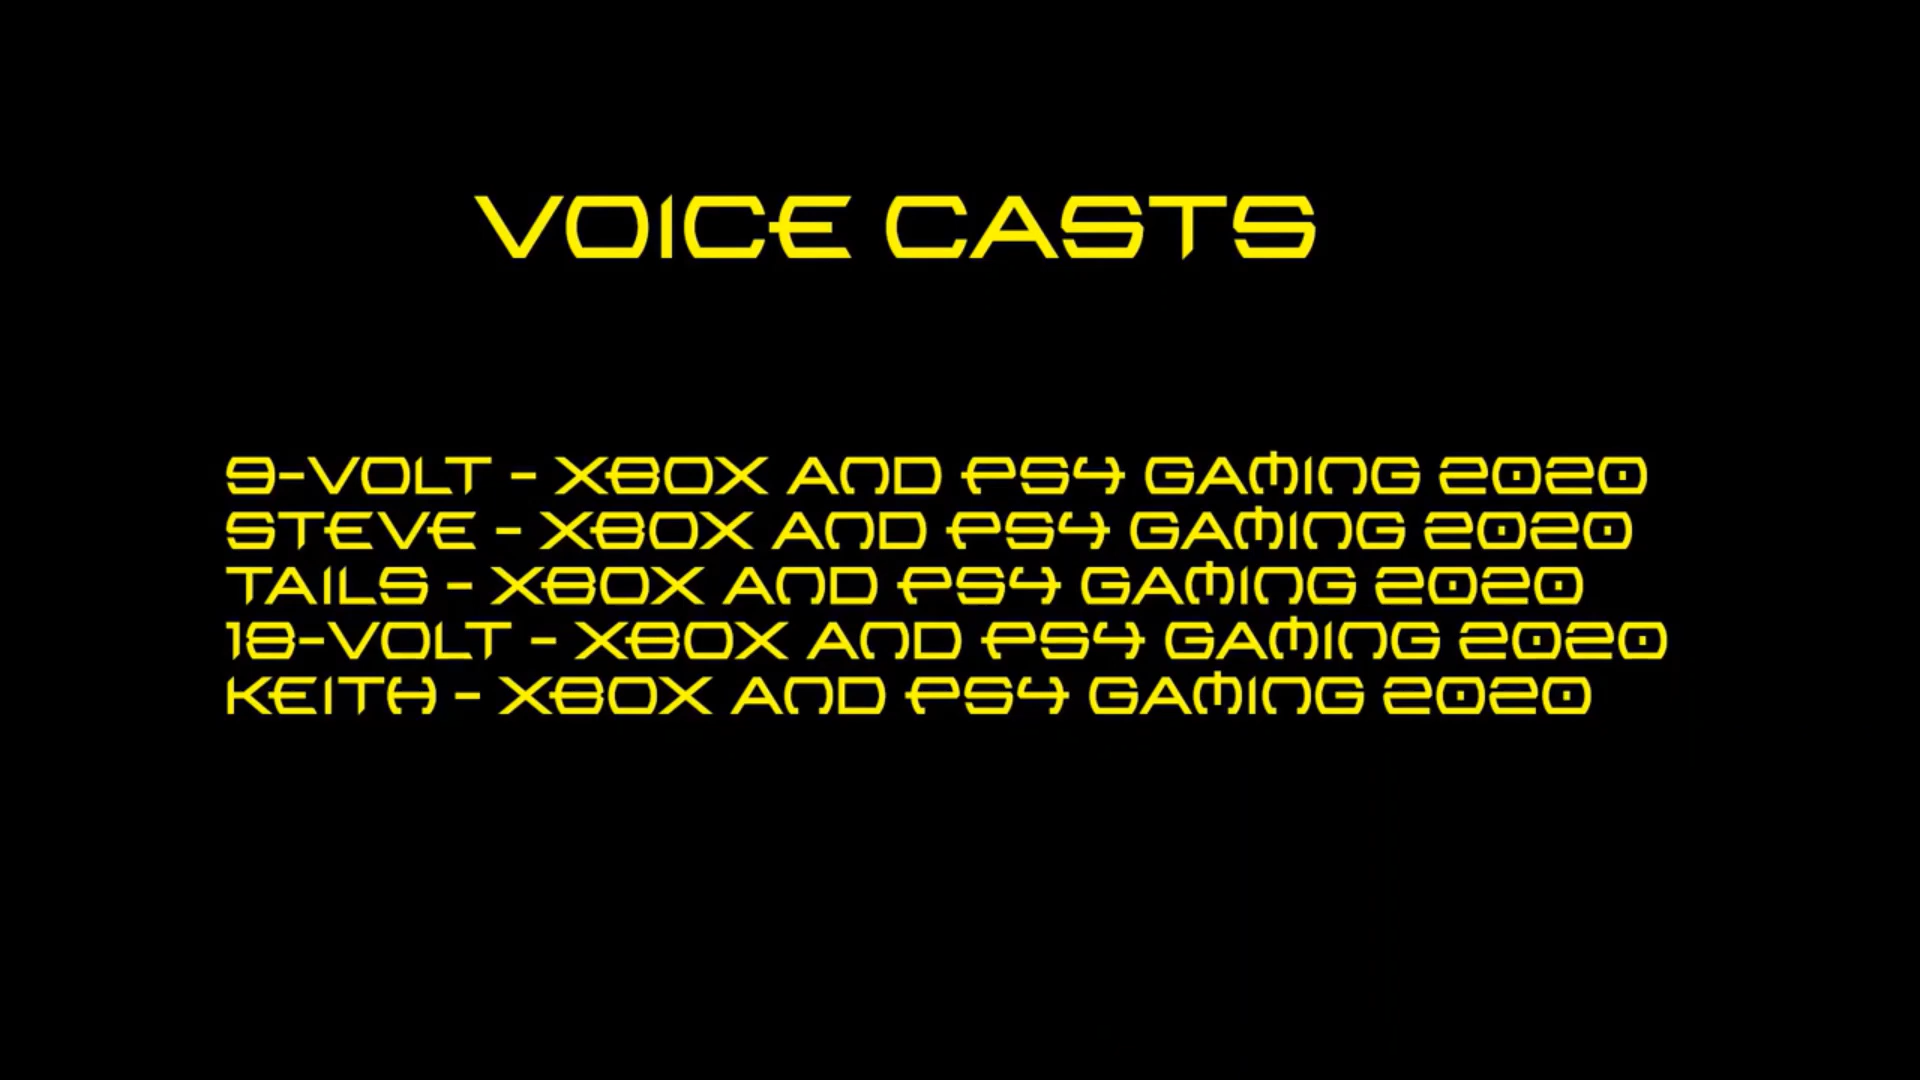 VOICE CASTS
9-VOLT - XBOX AND PS4 GAMING 2020
STEVE - XBOX AND PS4 GAMING 2020
TAILS - XBOX AND PS4 GAMING 2020
18-VOLT - XBOX AND PS4 GAMING 2020
KEITH - XBOX AND PS4 GAMING 2020